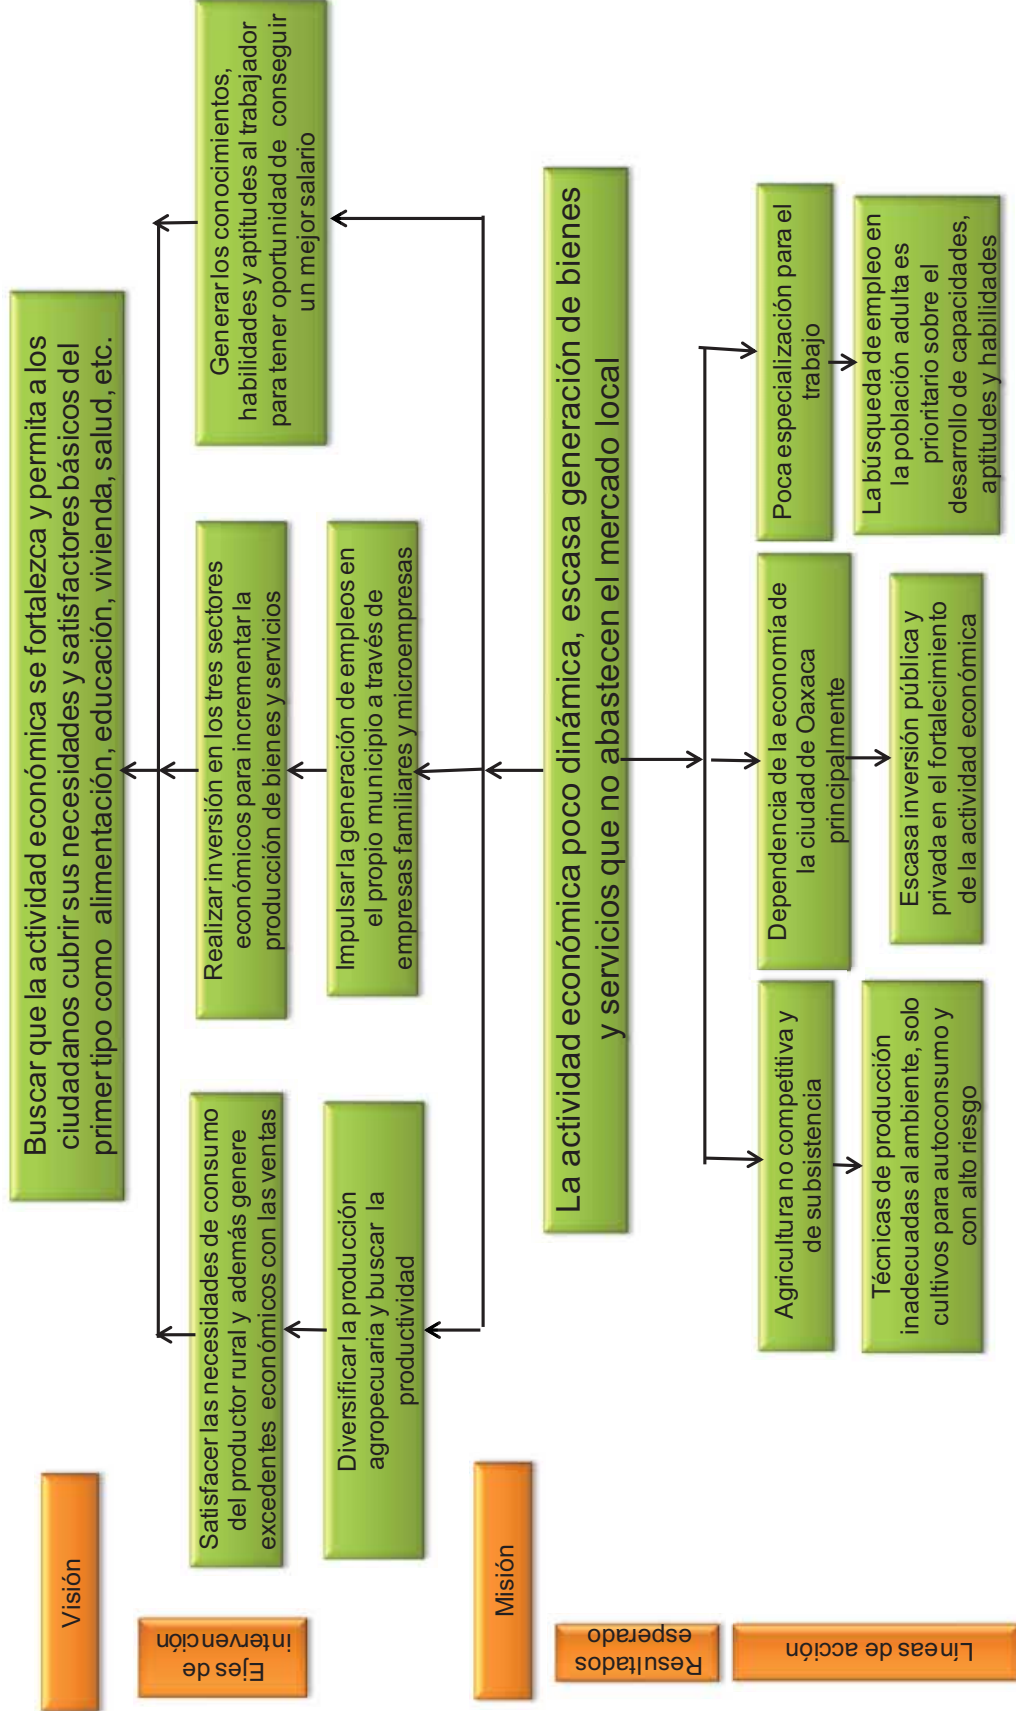 Visión
Buscar que la actividad económica se fortalezca y permita a los
ciudadanos cubrir sus necesidades y satisfactores básicos del
primer tipo como alimentación, educación, vivienda, salud, etc.
Ejes de
intervención
Satisfacer las necesidades de consumo
del productor rural y además genere
excedentes económicos con las ventas
Realizar inversión en los tres sectores
económicos para incrementar la
producción de bienes y servicios
Generar los conocimientos,
habilidades y aptitudes al trabajador
para tener oportunidad de conseguir
un mejor salario
Diversificar la producción
agropecuaria y buscar la
productividad
Impulsar la generación de empleos en
el propio municipio a través de
empresas familiares y microempresas
Misión
La actividad económica poco dinámica, escasa generación de bienes
y servicios que no abastecen el mercado local
Resultados
esperado
Líneas de acción
Agricultura no competitiva y
de subsistencia
Dependencia de la economía de
la ciudad de Oaxaca
principalmente
Poca especialización para el
trabajo
Técnicas de producción
inadecuadas al ambiente, solo
cultivos para autoconsumo y
con alto riesgo
Escasa inversión pública y
privada en el fortalecimiento
de la actividad económica
La búsqueda de empleo en
la población adulta es
prioritario sobre el
desarrollo de capacidades,
aptitudes y habilidades